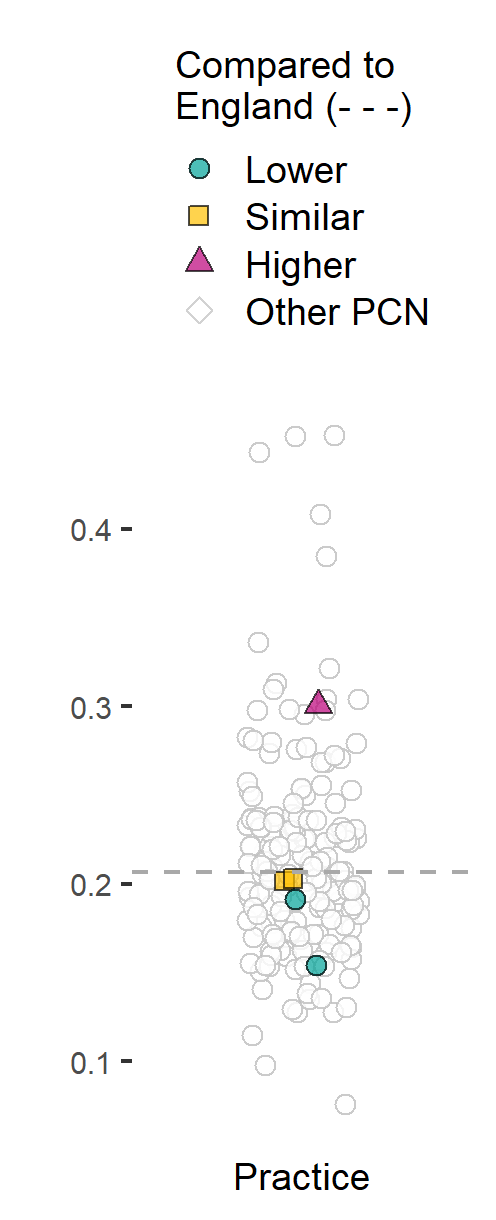 Compared to
England (- - -)
Lower
Similar
Higher
Other PCN
0.4
0.3
0.2
0.1
Practice